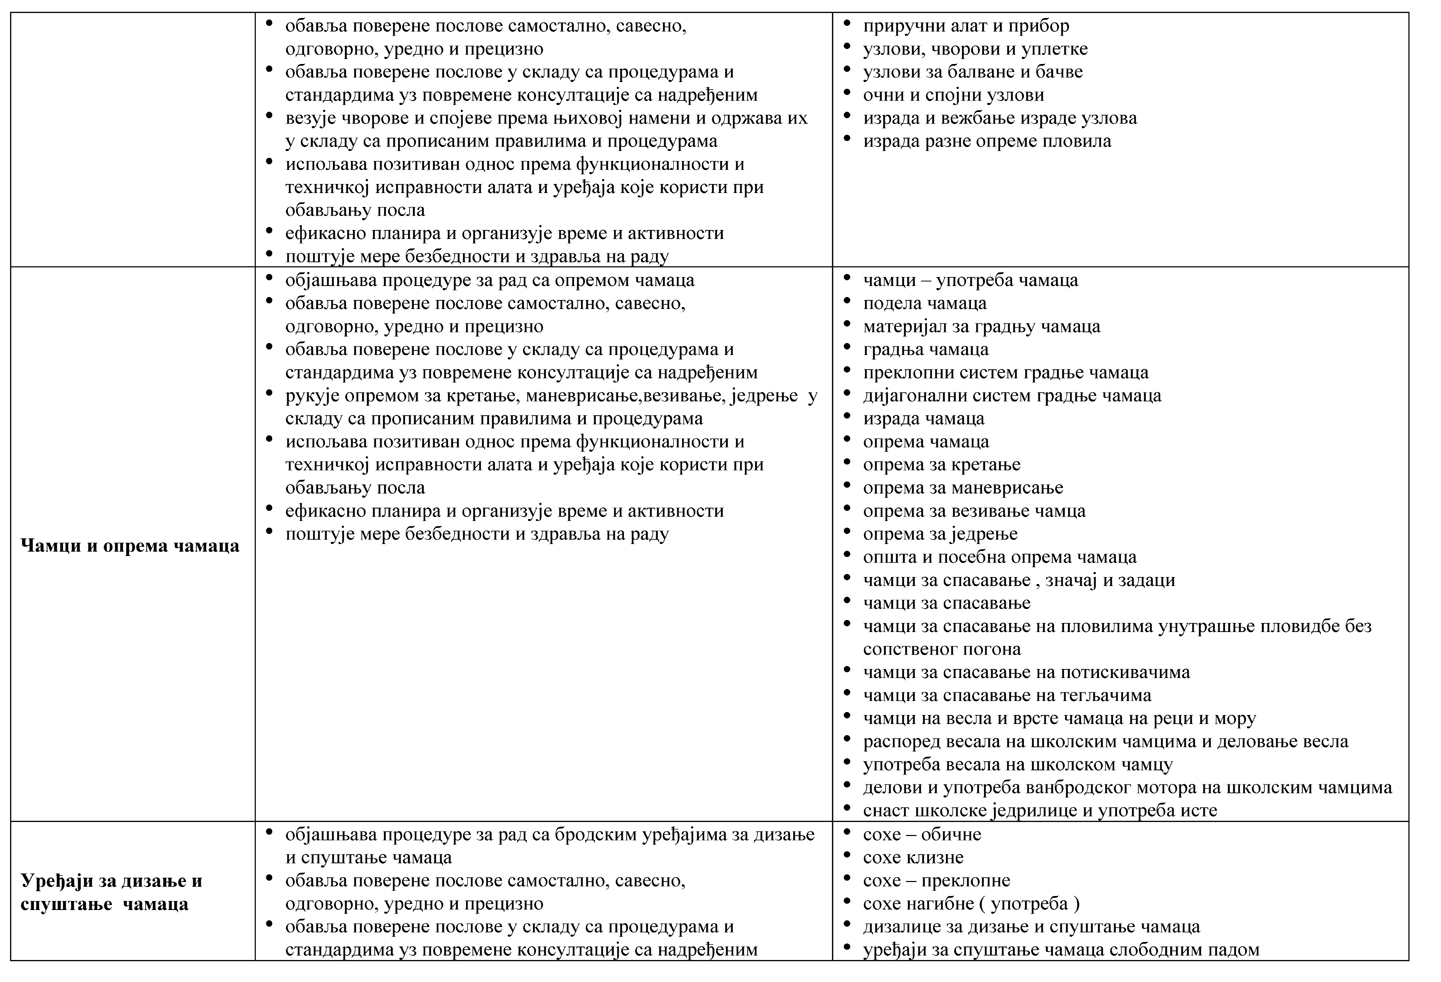 • обавља поверене послове самостално, савесно,
одговорно, уредно и прецизно
• обавља поверене послове у складу са процедурама и
стандардима уз повремене консултације са надређеним
• везује чворове и спојеве према њиховој намени и одржава их
у складу са прописаним правилима и процедурама
• испољава позитиван однос према функционалности и
техничкој исправности алата и уређаја које користи при
обављању посла
• ефикасно планира и организује време и активности
• поштује мере безбедности и здравља на раду
• приручни алат и прибор
• узлови, чворови и уплетке
• узлови за балване и бачве
• очни и спојни узлови
• израда и вежбање израде узлова
• израда разне опреме пловила
Чамци и опрема чамаца
• објашњава процедуре за рад са опремом чамаца
• обавља поверене послове самостално, савесно,
одговорно, уредно и прецизно
• обавља поверене послове у складу са процедурама и
стандардима уз повремене консултације са надређеним
• рукује опремом за кретање, маневрисање,везивање, једрење  у
складу са прописаним правилима и процедурама
• испољава позитиван однос према функционалности и
техничкој исправности алата и уређаја које користи при
обављању посла
• ефикасно планира и организује време и активности
• поштује мере безбедности и здравља на раду
• чамци – употреба чамаца
• подела чамаца
• материјал за градњу чамаца
• градња чамаца
• преклопни систем градње чамаца
• дијагонални систем градње чамаца
• израда чамаца
• опрема чамаца
• опрема за кретање
• опрема за маневрисање
• опрема за везивање чамца
• опрема за једрење
• општа и посебна опрема чамаца
• чамци за спасавање , значај и задаци
• чамци за спасавање
• чамци за спасавање на пловилима унутрашње пловидбе без
сопственог погона
• чамци за спасавање на потискивачима
• чамци за спасавање на тегљачима
• чамци на весла и врсте чамаца на реци и мору
• распоред весала на школским чамцима и деловање весла
• употреба весала на школском чамцу
• делови и употреба ванбродског мотора на школским чамцима
• снаст школске једрилице и употреба исте
Уређаји за дизање и
спуштање  чамаца
• објашњава процедуре за рад са бродским уређајима за дизање
и спуштање чамаца
• обавља поверене послове самостално, савесно,
одговорно, уредно и прецизно
• обавља поверене послове у складу са процедурама и
стандардима уз повремене консултације са надређеним
• сохе – обичне
• сохе клизне
• сохе – преклопне
• сохе нагибне ( употреба )
• дизалице за дизање и спуштање чамаца
• уређаји за спуштање чамаца слободним падом